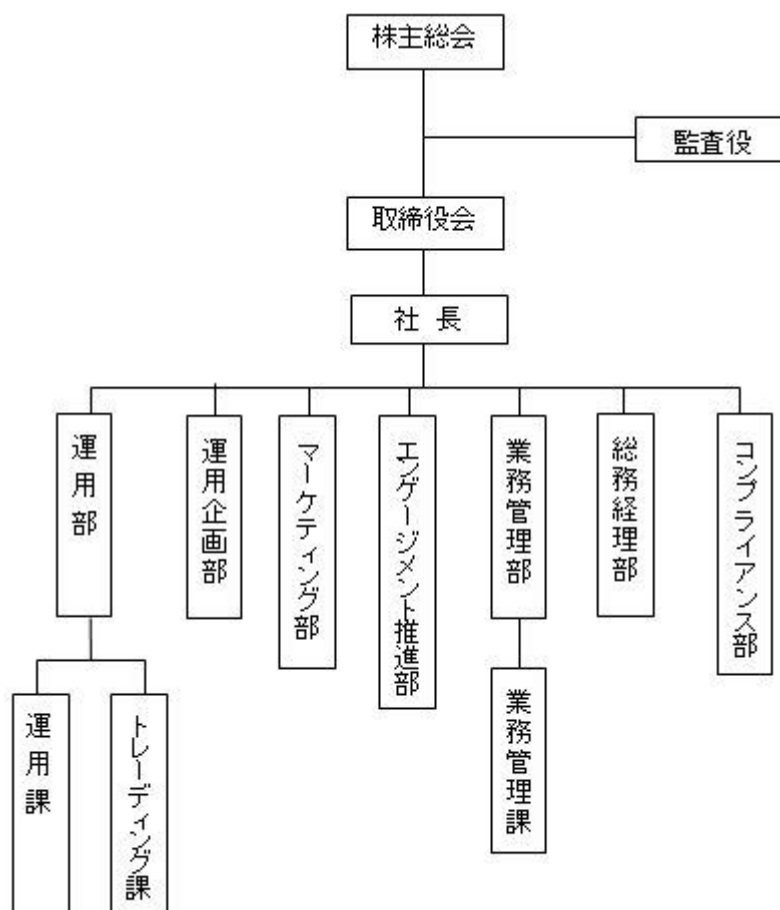 株主総会
監査役
取締役会
社 長
運用部
運用企画部
マーケティング部
エンゲージメント推進部
業務管理部
総務経理部
コンプライアンス部
運用課
トレーディング課
業務管理課